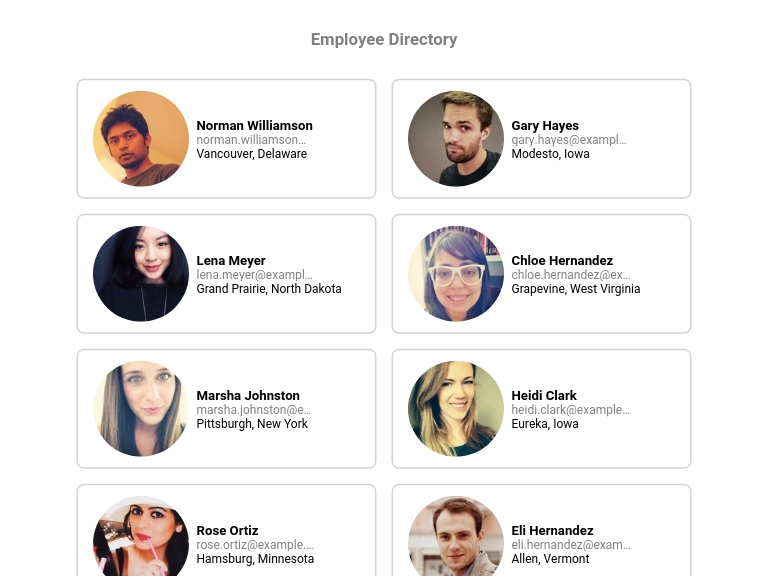 Employee Directory
Norman Williamson
norman.williamson…
Vancouver, Delaware
Gary Hayes
gary.hayes@exampl…
Modesto, Iowa
Lena Meyer
lena.meyer@exampl…
Grand Prairie, North Dakota
Chloe Hernandez
chloe.hernandez@ex…
Grapevine, West Virginia
Marsha Johnston
marsha.johnston@e…
Pittsburgh, New York
Heidi Clark
heidi.clark@example…
Eureka, Iowa
Rose Ortiz
rose.ortiz@example.…
Hamsburg, Minnesota
Eli Hernandez
eli.hernandez@exam…
Allen, Vermont